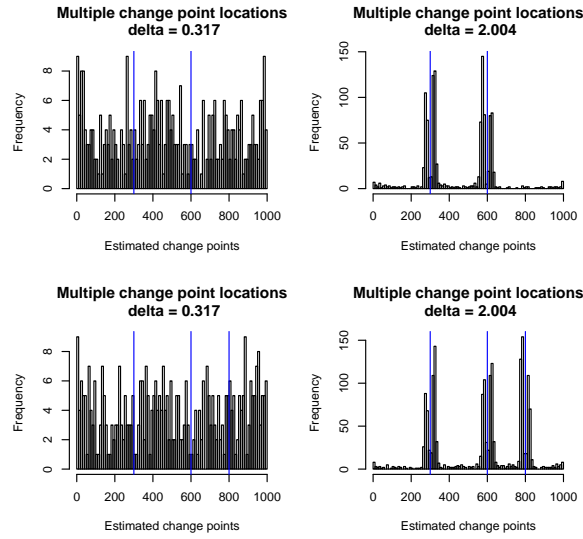 Multiple change point locations
delta = 0.317
Frequency
0 2 4 6 8
0 200 400 600 800 1000
Estimated change points
Multiple change point locations
delta = 2.004
Frequency
0 50 100 150
0 200 400 600 800 1000
Estimated change points
Multiple change point locations
delta = 0.317
Frequency
0 2 4 6 8
0 200 400 600 800 1000
Estimated change points
Multiple change point locations
delta = 2.004
Frequency
0 50 100 150
0 200 400 600 800 1000
Estimated change points